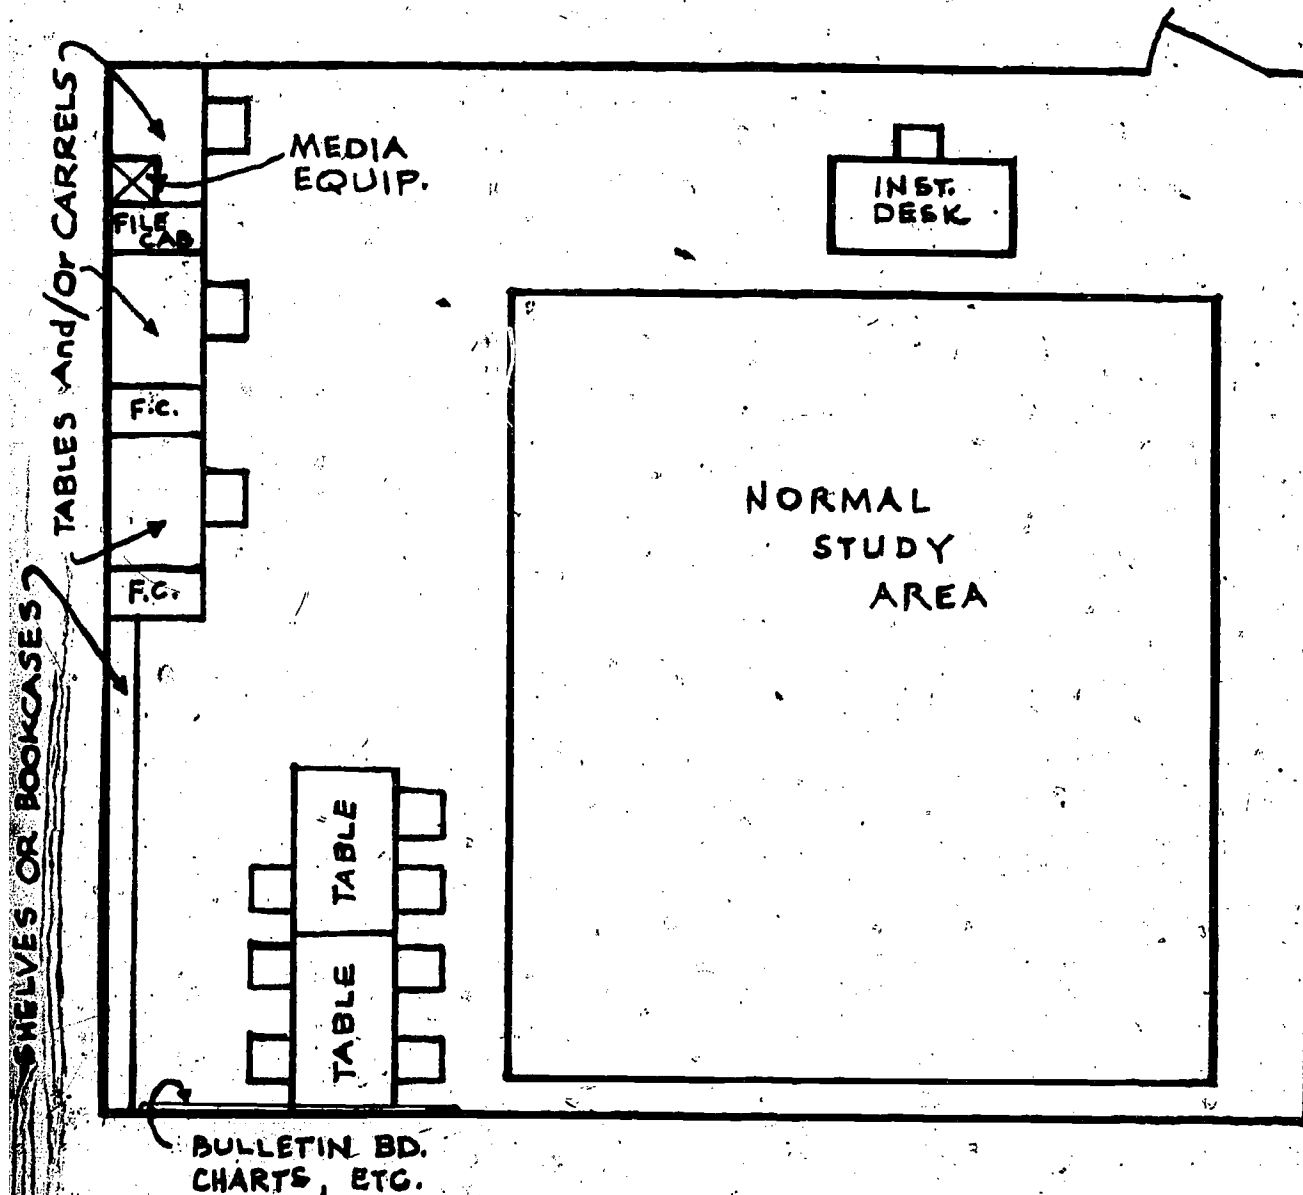 TABLES And/Or CARRELS
MEDIA
EQUIP.
FILE
CAB
INST.
DESK
F.C.
NORMAL
STUDY
AREA
F.C.
SHELVES OR BOOKCASES
TABLE
TABLE
BULLETIN BD.
CHARTS, ETC.